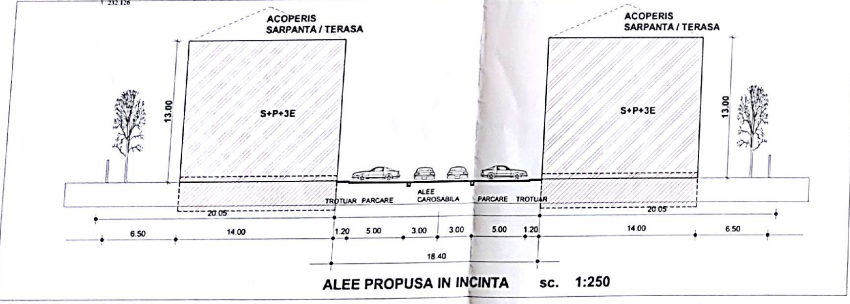 232.126
ACOPERIS
SARPANTA / TERASA
ACOPERIS
SARPANTA / TERASA
13.00
S+P+3E
S+P+3E
13.00
TROTUAR PARCARE
ALEE
CAROSABILA
PARCARE TROTUAR
20.05
20.05
6.50 14.00 1.20 5.00 3.00 3.00 5.00 1.20 14.00 6.50
18.40
ALEE PROPUSA IN INCINTA sc. 1:250